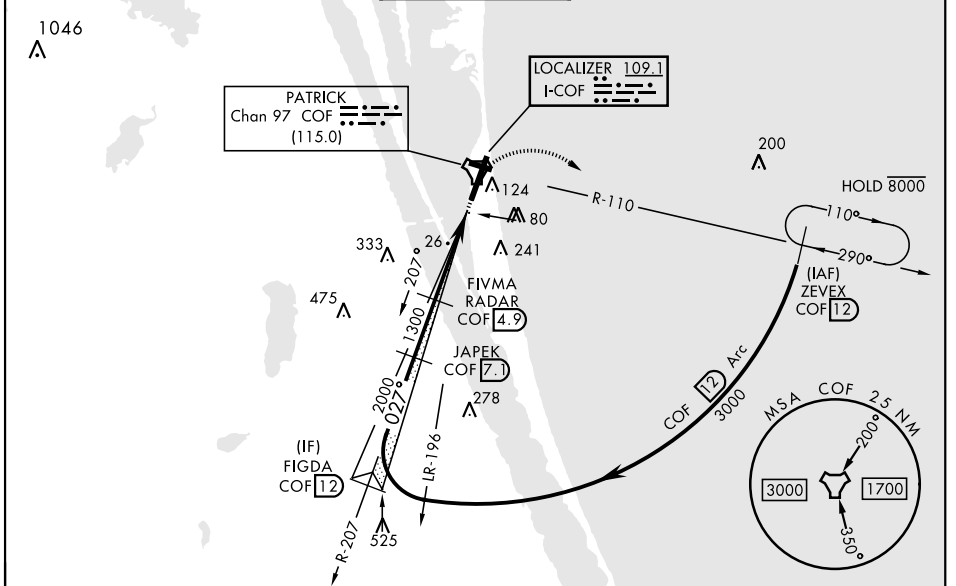 1046
LOCALIZER 109.1
I-COF
PATRICK
Chan 97 COF
(115.0)
200
HOLD 8000
124
R-110
110°
80
290°
333
26
207°
241
(IAF)
ZEVEX
COF 12
FIVMA
RADAR
COF 4.9
475
1300
JAPEK
COF 7.1
COF 12 Arc
3000
2000
027°
278
MSA COF 25 NM
200°
(IF)
FIGDA
COF 12
LR-196
3000
1700
350°
R-207
525